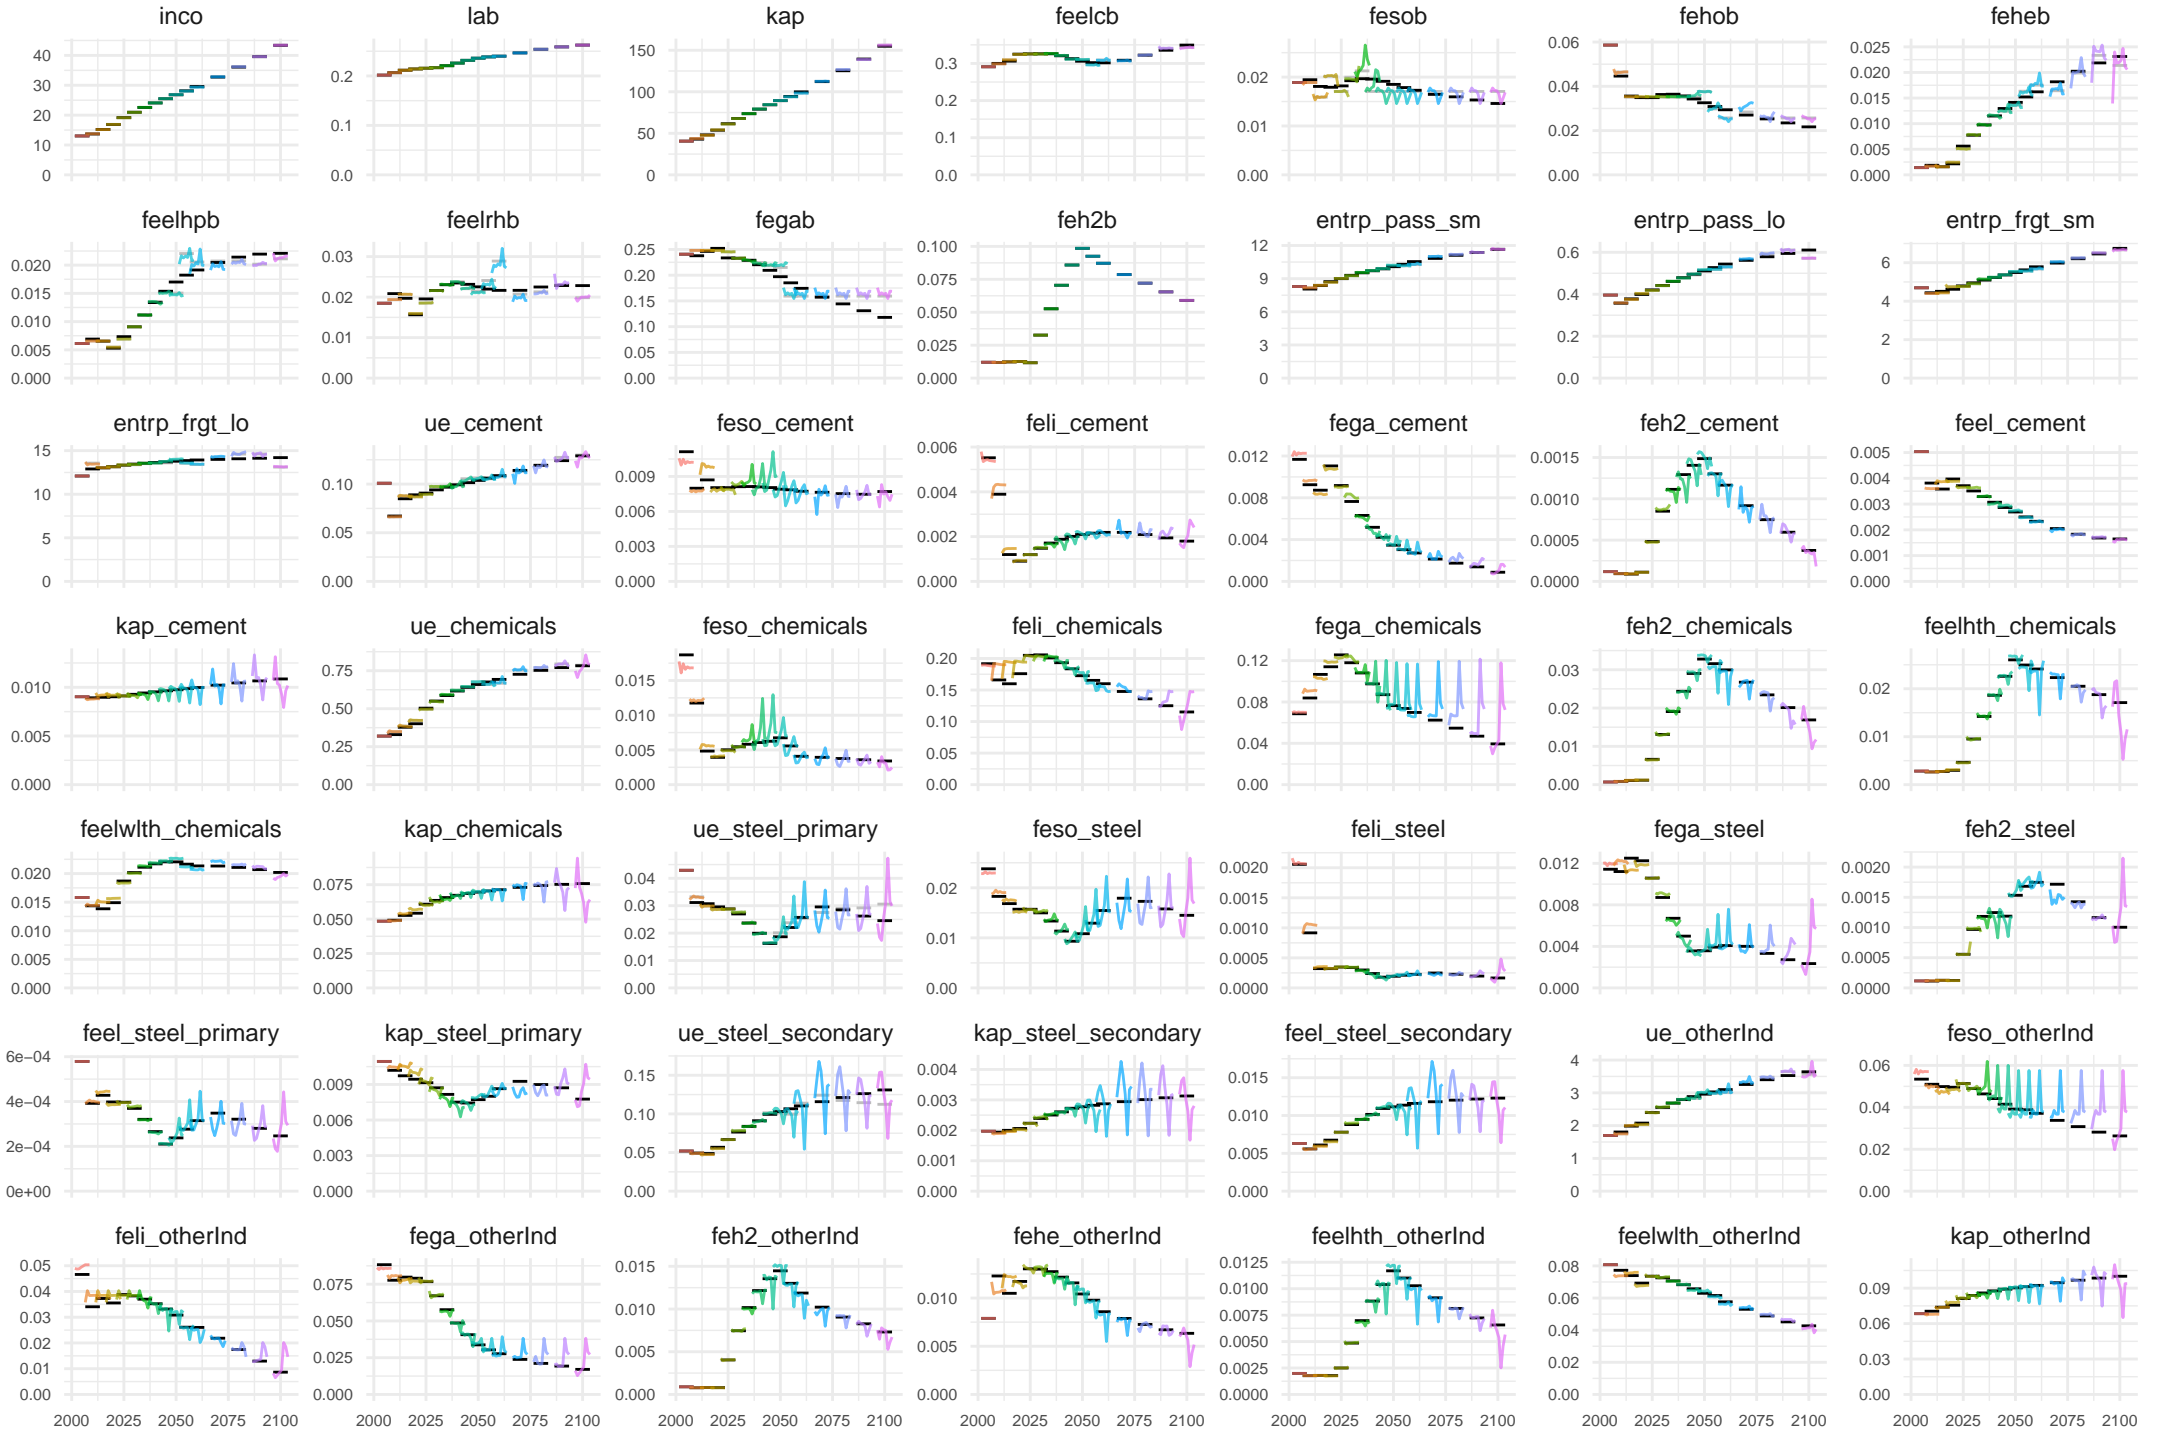 inco lab kap feelcb fesob fehob feheb
40 0.2 150 0.3 0.02 0.06 0.025
30 0.1 100 0.2 0.01 0.04 0.020
20 0.0 50 0.1 0.00 0.02 0.015
10 0 0.0 0.00 0.010
0 0.005
0.000
feelhpb feelrhb fegab feh2b entrp_pass_sm entrp_pass_lo entrp_frgt_sm
0.020 0.03 0.25 0.100 12 0.6 6
0.015 0.02 0.20 0.075 9 0.4 4
0.010 0.01 0.15 0.050 6 0.2 2
0.005 0.00 0.10 0.025 3 0.0 0
0.000 0.05 0.000 0
0.00
entrp_frgt_lo ue_cement feso_cement feli_cement fega_cement feh2_cement feel_cement
15 0.10 0.009 0.006 0.012 0.0015 0.005
10 0.05 0.006 0.004 0.008 0.0010 0.004
5 0.00 0.003 0.002 0.004 0.0005 0.003
0 0.000 0.000 0.000 0.0000 0.002
0.001
0.000
kap_cement ue_chemicals feso_chemicals feli_chemicals fega_chemicals feh2_chemicals feelhth_chemicals
0.010 0.75 0.015 0.20 0.12 0.03 0.02
0.000 0.50 0.010 0.15 0.08 0.02 0.01
0.25 0.005 0.10 0.04 0.01 0.00
0.00 0.000 0.05 0.00 0.00
0.00
feelwlth_chemicals kap_chemicals ue_steel_primary feso_steel feli_steel fega_steel feh2_steel
0.020 0.075 0.04 0.02 0.0020 0.012 0.0020
0.015 0.050 0.03 0.01 0.0015 0.008 0.0015
0.010 0.025 0.02 0.00 0.0010 0.004 0.0010
0.005 0.000 0.01 0.0005 0.000 0.0005
0.000 0.00 0.0000 0.0000
feel_steel_primary kap_steel_primary ue_steel_secondary kap_steel_secondary feel_steel_secondary ue_otherInd feso_otherInd
6e−04 0.009 0.15 0.004 0.015 4 0.06
4e−04 0.006 0.10 0.003 0.010 3 0.04
2e−04 0.003 0.05 0.002 0.005 2 0.02
0e+00 0.000 0.00 0.001 0.000 1 0.00
0.000 0
feli_otherInd fega_otherInd feh2_otherInd fehe_otherInd feelhth_otherInd feelwlth_otherInd kap_otherInd
0.05 0.075 0.015 0.010 0.0125 0.08 0.09
0.04 0.050 0.010 0.005 0.0100 0.06 0.06
0.03 0.025 0.005 0.000 0.0075 0.04 0.03
0.02 0.000 0.000 0.0050 0.02 0.00
0.01 0.0025 0.00
0.00 0.0000
2000 2025 2050 2075 2100 2000 2025 2050 2075 2100 2000 2025 2050 2075 2100 2000 2025 2050 2075 2100 2000 2025 2050 2075 2100 2000 2025 2050 2075 2100 2000 2025 2050 2075 2100